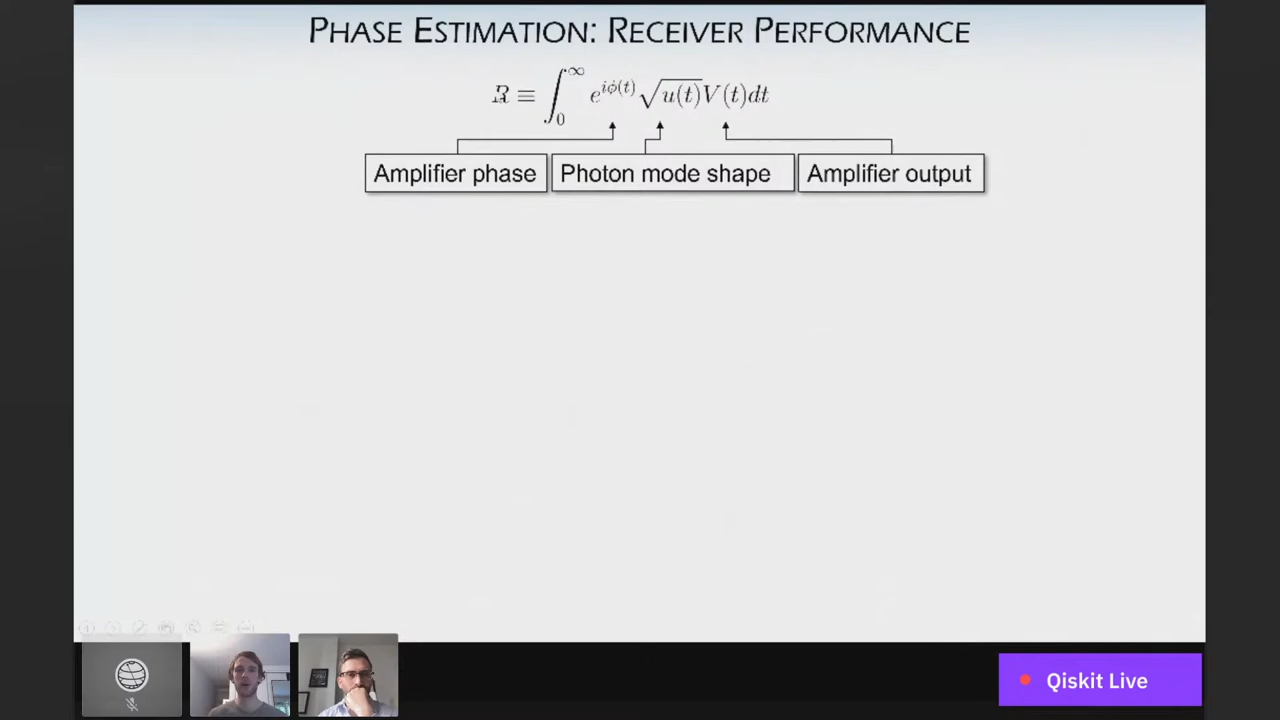 PHASE ESTIMATION: RECEIVER PERFORMANCE
R ≡ ∫₀^∞ e^{iϕ(t)} √u(t) V(t)dt
Amplifier phase
Photon mode shape
Amplifier output
Qiskit Live